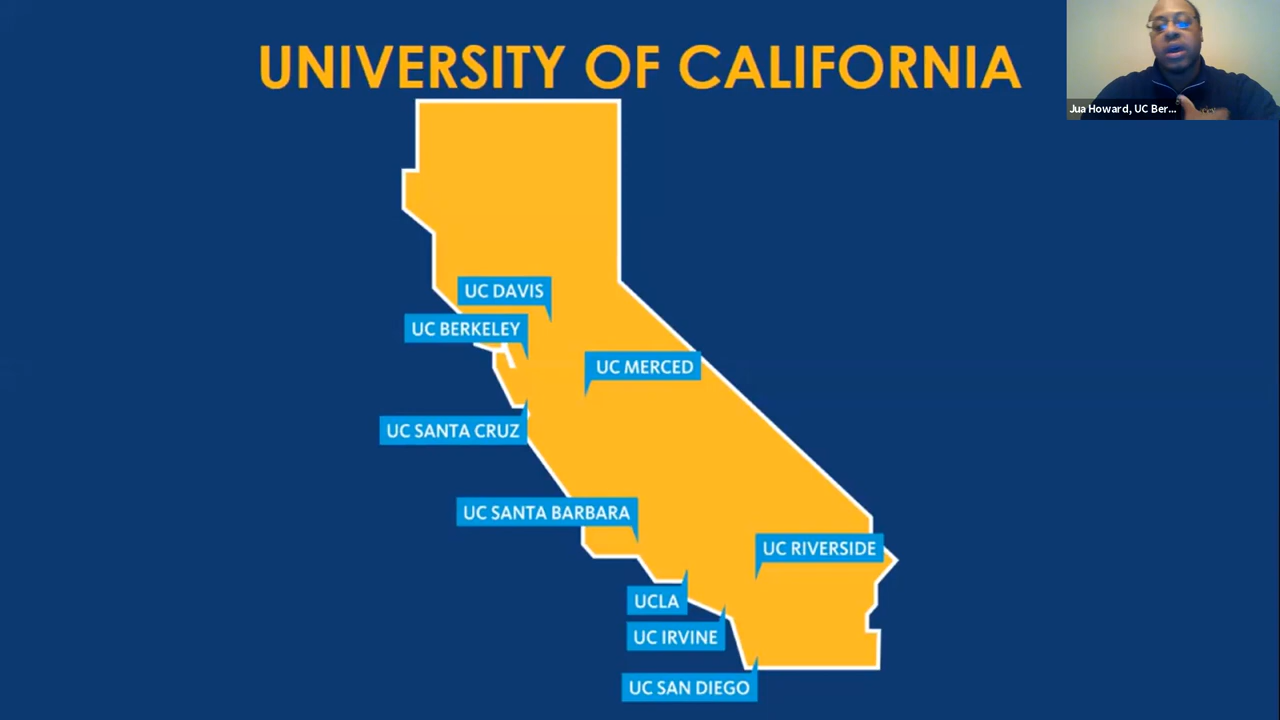 UNIVERSITY OF CALIFORNIA
Jua Howard, UC Ber...
UC DAVIS
UC BERKELEY
UC MERCED
UC SANTA CRUZ
UC SANTA BARBARA
UC RIVERSIDE
UCLA
UC IRVINE
UC SAN DIEGO